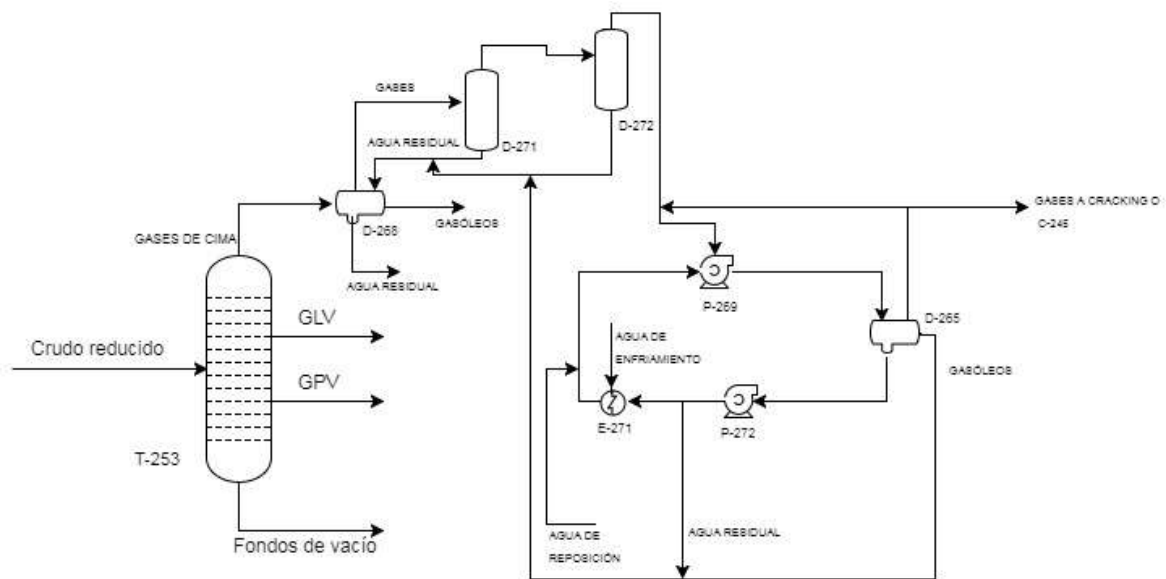 D-272
GASES
AGUA RESIDUAL
D-271
GASES A CRACKING O
C-245
GASÓLEOS
D-268
GASES DE CIMA
AGUA RESIDUAL
P-269
D-265
GLV
AGUA DE
ENFRIAMIENTO
Crudo reducido
GASÓLEOS
GPV
E-271
P-272
T-253
AGUA DE
REPOSICIÓN
AGUA RESIDUAL
Fondos de vacío